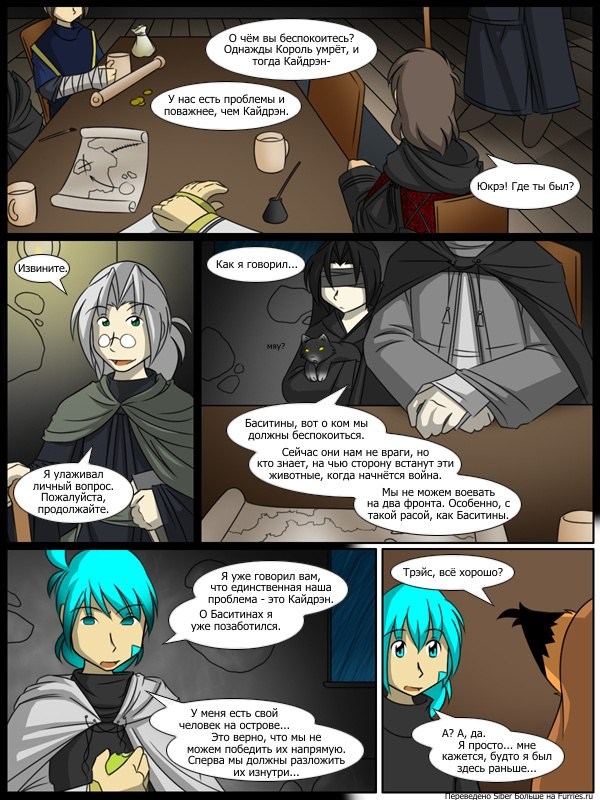 О чём вы беспокоитесь?
Однажды Король умрёт, и
тогда Кайдрэн-
У нас есть проблемы и
поважнее, чем Кайдрэн.
Юкрэ! Где ты был?
Извините.
Я улаживал
личный вопрос.
Пожалуйста,
продолжайте.
Как я говорил...
мяу?
Баситины, вот о ком мы
должны беспокоиться.
Сейчас они нам не враги, но
кто знает, на чью сторону встанут эти
животные, когда начнётся война.
Мы не можем воевать
на два фронта. Особенно, с
такой расой, как Баситины.
Я уже говорил вам,
что единственная наша
проблема - это Кайдрэн.
О Баситинах я
уже позаботился.
У меня есть свой
человек на острове...
Это верно, что мы не
можем победить их напрямую.
Сперва мы должны разложить
их изнутри...
Трэйс, всё хорошо?
А? А, да.
Я просто... мне
кажется, будто я был
здесь раньше...
Переведено Siber Больше на Furries.ru